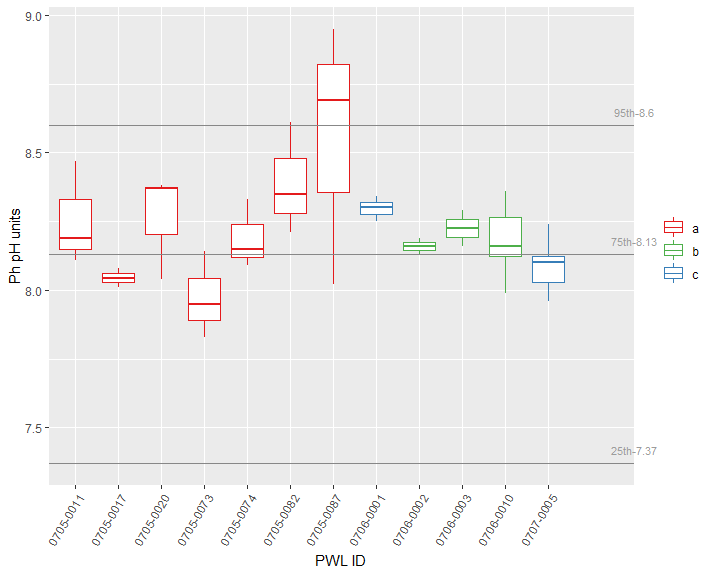 9.0
95th-8.6
8.5
75th-8.13
8.0
25th-7.37
7.5
Ph pH units
0705-0011
0705-0017
0705-0020
0705-0073
0705-0074
0705-0082
0705-0087
0706-0001
0706-0002
0706-0003
0706-0010
0707-0005
PWL ID
a
b
c